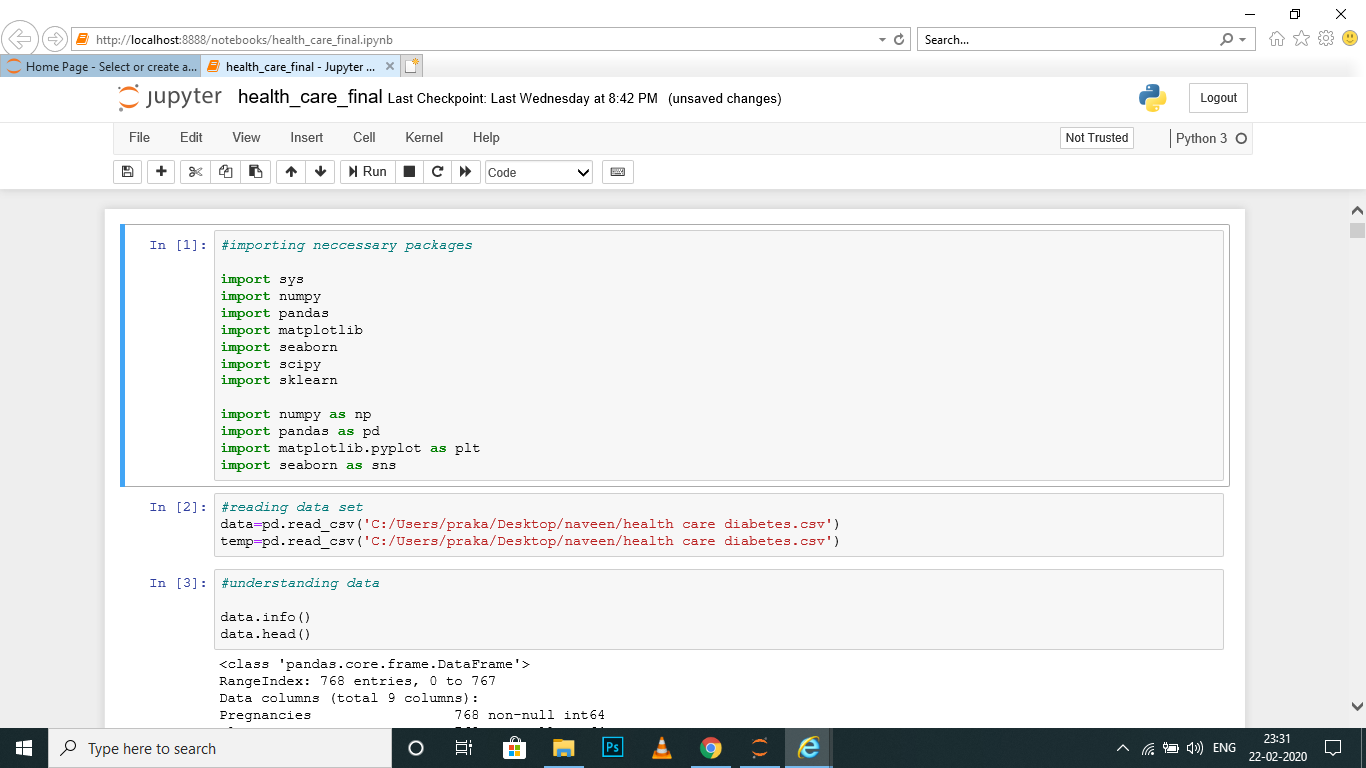 http://localhost:8888/notebooks/health_care_final.ipynb
Search...
Home Page - Select or create a...
health_care_final - Jupyter ...
jupyter health_care_final Last Checkpoint: Last Wednesday at 8:42 PM (unsaved changes)
Logout
File Edit View Insert Cell Kernel Help
Not Trusted
Python 3
Run
Code
In [1]: #importing neccessary packages
import sys
import numpy
import pandas
import matplotlib
import seaborn
import scipy
import sklearn
import numpy as np
import pandas as pd
import matplotlib.pyplot as plt
import seaborn as sns
In [2]: #reading data set
data=pd.read_csv('C:/Users/praka/Desktop/naveen/health care diabetes.csv')
temp=pd.read_csv('C:/Users/praka/Desktop/naveen/health care diabetes.csv')
In [3]: #understanding data
data.info()
data.head()
<class 'pandas.core.frame.DataFrame'>
RangeIndex: 768 entries, 0 to 767
Data columns (total 9 columns):
Pregnancies 768 non-null int64
Type here to search
Ps
ENG
23:31
22-02-2020